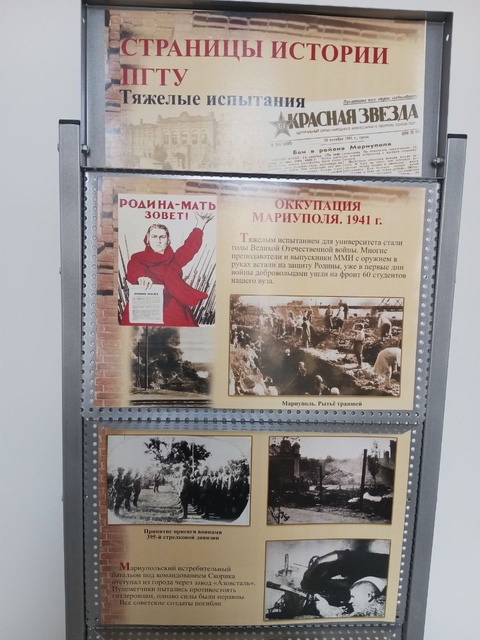 СТРАНИЦЫ ИСТОРИИ
ПГТУ
Тяжелые испытания
КРАСНАЯ ЗВЕЗДА
Бои в районе Мариуполя
РОДИНА-МАТЬ
ЗОВЕТ!
ОККУПАЦИЯ
МАРИУПОЛЯ. 1941 г.
Тяжелым испытанием для университета стали
годы Великой Отечественной войны. Многие
преподаватели и выпускники ММИ с оружием в
руках встали на защиту Родины, уже в первые дни
войны добровольцами ушли на фронт 60 студентов
нашего вуза.
Мариуполь. Рытьё траншей
Принятие присяги воинами
395-й стрелковой дивизии
Мариупольский истребительный
батальон под командованием Скорика
отступал из города через завод «Азовсталь».
Пулеметчики пытались противостоять
гитлеровцам, однако силы были неравны.
Все советские солдаты погибли.